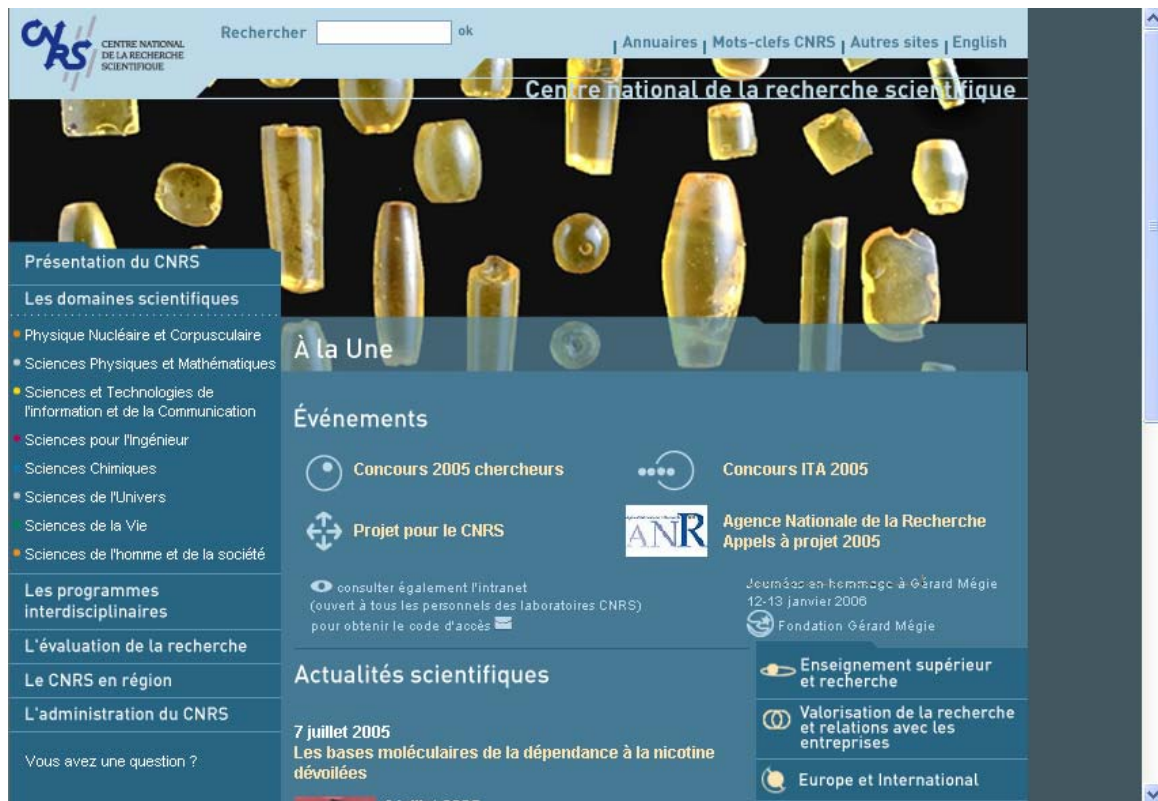 CNRS
CENTRE NATIONAL
DE LA RECHERCHE
SCIENTIFIQUE
Rechercher
ok
Annuaires
Mots-clefs CNRS
Autres sites
English
Centre national de la recherche scientifique
Présentation du CNRS
Les domaines scientifiques
Physique Nucléaire et Corpusculaire
Sciences Physiques et Mathématiques
Sciences et Technologies de
l'information et de la Communication
Sciences pour l'Ingénieur
Sciences Chimiques
Sciences de l'Univers
Sciences de la Vie
Sciences de l'homme et de la société
Les programmes
interdisciplinaires
L'évaluation de la recherche
Le CNRS en région
L'administration du CNRS
Vous avez une question ?
À la Une
Événements
Concours 2005 chercheurs
Concours ITA 2005
Projet pour le CNRS
ANR
Agence Nationale de la Recherche
Appels à projet 2005
consulter également l'intranet
(ouvert à tous les personnels des laboratoires CNRS)
pour obtenir le code d'accès
Journées en hommage à Gérard Mégie
12-13 janvier 2006
Fondation Gérard Mégie
Actualités scientifiques
7 juillet 2005
Les bases moléculaires de la dépendance à la nicotine
dévoilées
Enseignement supérieur
et recherche
Valorisation de la recherche
et relations avec les
entreprises
Europe et International